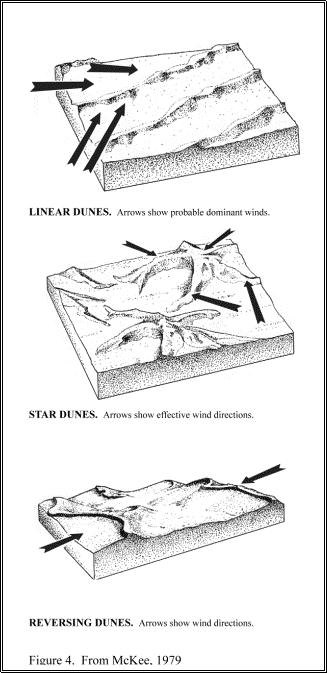 LINEAR DUNES. Arrows show probable dominant winds.
STAR DUNES. Arrows show effective wind directions.
REVERSING DUNES. Arrows show wind directions.
Figure 4. From McKee, 1979